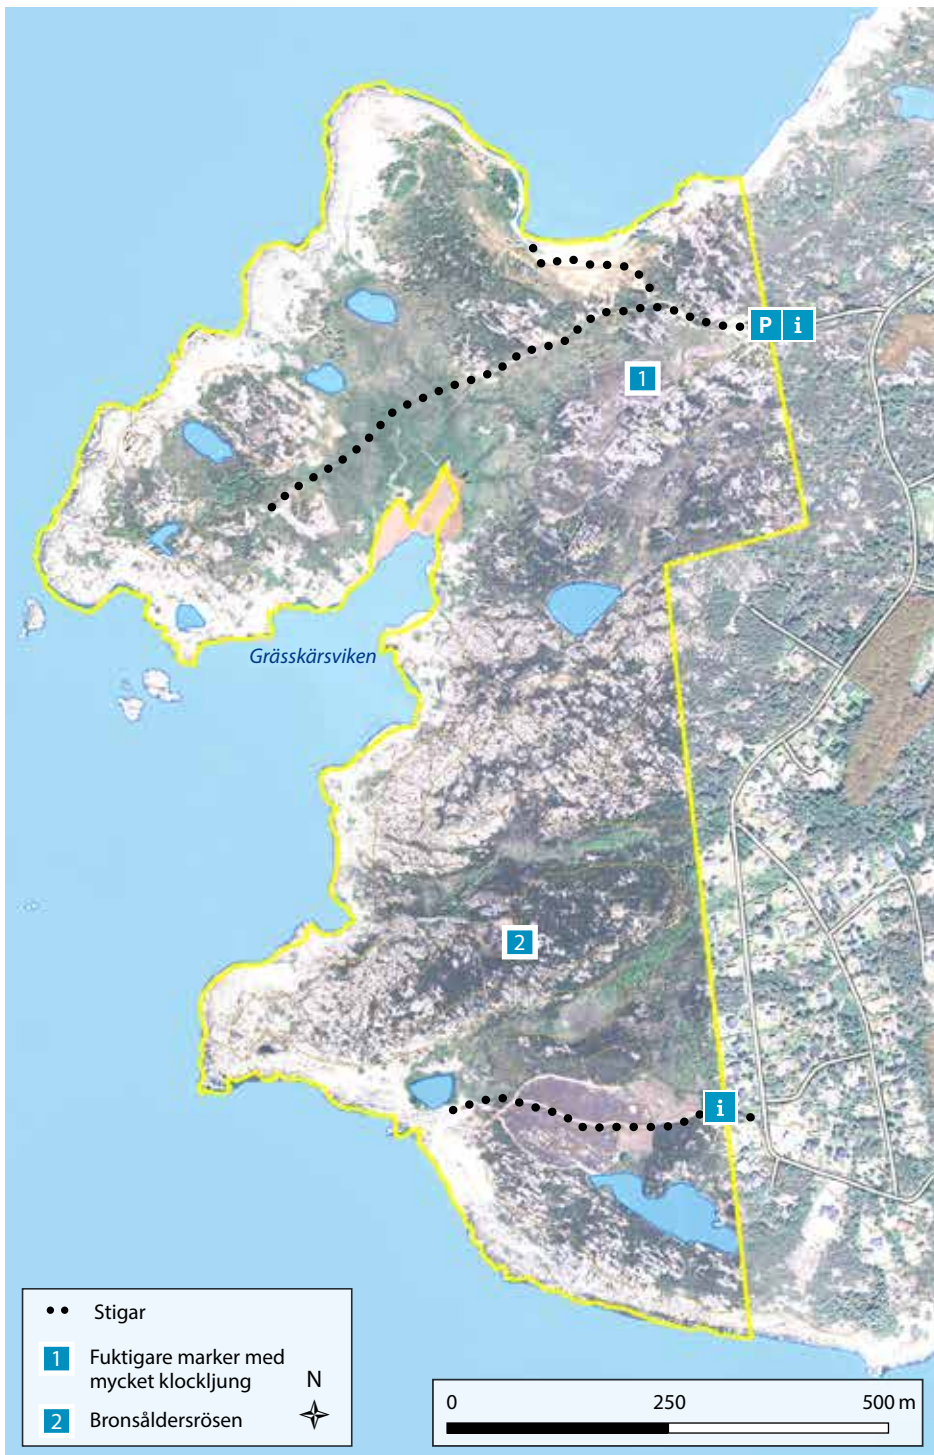 P i
1
Grässkärsviken
2
i
Stigar
1 Fuktigare marker med
mycket klockljung
N
2 Bronsåldersrösen
0 250 500 m